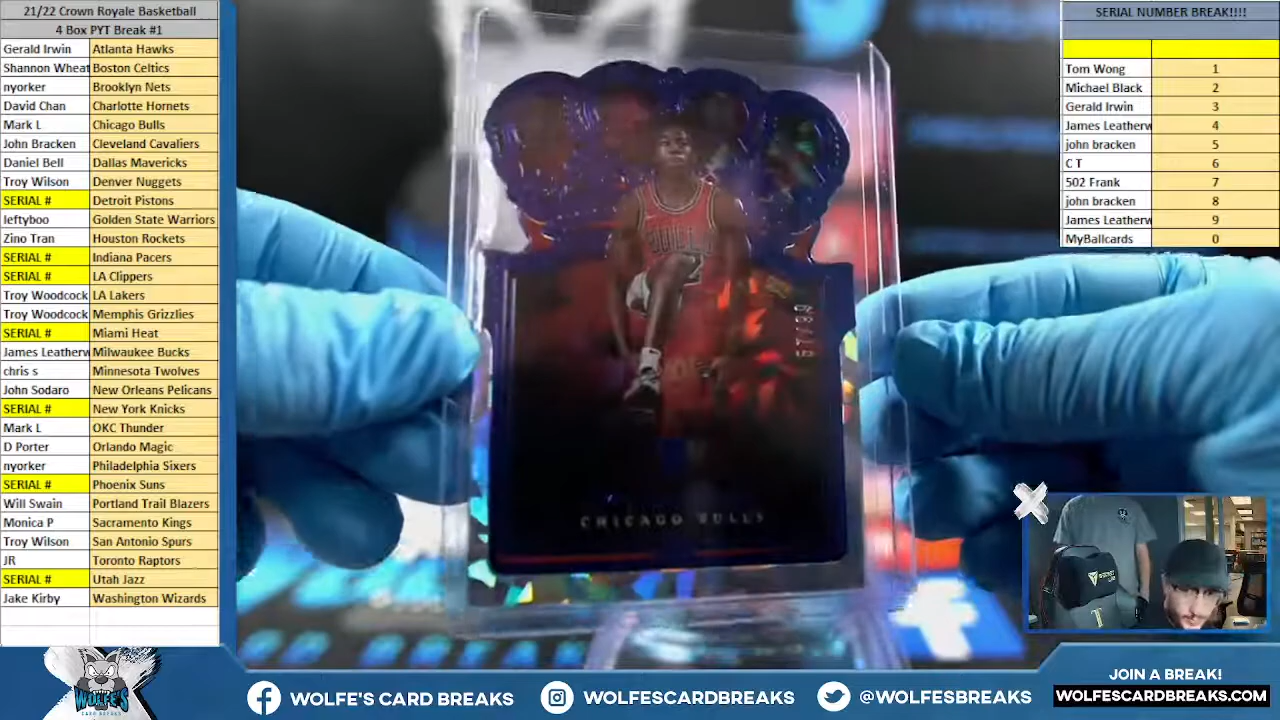 21/22 Crown Royale Basketball
4 Box PYT Break #1
Gerald Irwin Atlanta Hawks
Shannon Wheat Boston Celtics
nyorker Brooklyn Nets
David Chan Charlotte Hornets
Mark L Chicago Bulls
John Bracken Cleveland Cavaliers
Daniel Bell Dallas Mavericks
Troy Wilson Denver Nuggets
SERIAL # Detroit Pistons
leftyboo Golden State Warriors
Zino Tran Houston Rockets
SERIAL # Indiana Pacers
SERIAL # LA Clippers
Troy Woodcock LA Lakers
Troy Woodcock Memphis Grizzlies
SERIAL # Miami Heat
James Leatherw Milwaukee Bucks
chris s Minnesota Twolves
John Sodaro New Orleans Pelicans
SERIAL # New York Knicks
Mark L OKC Thunder
D Porter Orlando Magic
nyorker Philadelphia Sixers
SERIAL # Phoenix Suns
Will Swain Portland Trail Blazers
Monica P Sacramento Kings
Troy Wilson San Antonio Spurs
JR Toronto Raptors
SERIAL # Utah Jazz
Jake Kirby Washington Wizards
SERIAL NUMBER BREAK!!!!
Tom Wong 1
Michael Black 2
Gerald Irwin 3
James Leatherw 4
john bracken 5
C T 6
502 Frank 7
john bracken 8
James Leatherw 9
MyBallcards 0
BULLS
CHICAGO BULLS
WOLFE'S
CARD BREAKS
WOLFE'S CARD BREAKS
WOLFESCARDBREAKS
@WOLFESBREAKS
JOIN A BREAK!
WOLFESCARDBREAKS.COM